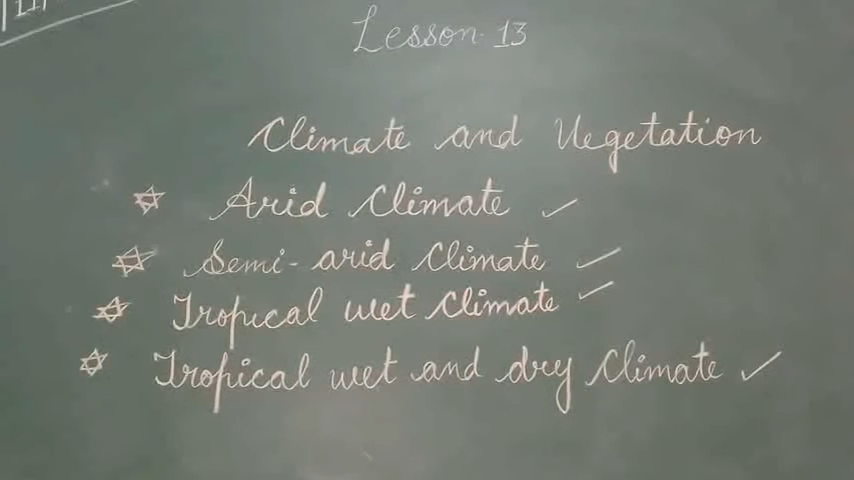 Lesson-13
Climate and Vegetation
Arid Climate
Semi-arid Climate
Tropical wet climate
Tropical wet and dry Climate